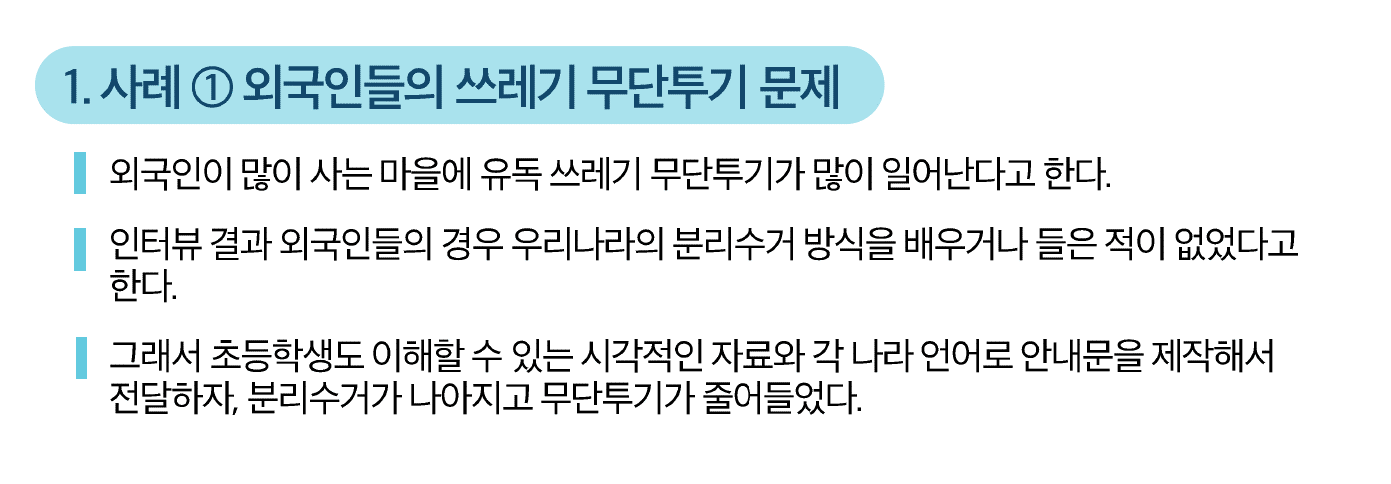 1. 사례 ① 외국인들의 쓰레기 무단투기 문제
외국인이 많이 사는 마을에 유독 쓰레기 무단투기가 많이 일어난다고 한다.
인터뷰 결과 외국인들의 경우 우리나라의 분리수거 방식을 배우거나 들은 적이 없었다고
한다.
그래서 초등학생도 이해할 수 있는 시각적인 자료와 각 나라 언어로 안내문을 제작해서
전달하자, 분리수거가 나아지고 무단투기가 줄어들었다.